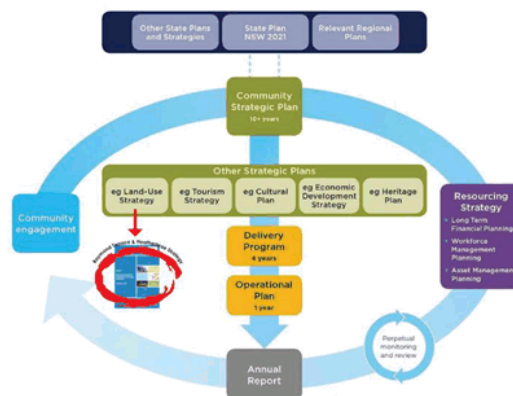 Other State Plans
and Strategies
State Plan
NSW 2021
Relevant Regional
Plans
Community
Strategic Plan
10+ years
Other Strategic Plans
eg Land-Use
Strategy
eg Tourism
Strategy
eg Cultural
Plan
eg Economic
Development
Strategy
eg Heritage
Plan
Community
engagement
Resourcing
Strategy
• Long Term
Financial Planning
• Workforce
Management
Planning
• Asset Management
Planning
Delivery
Program
4 years
Operational
Plan
1 year
Perpetual
monitoring
and review
Annual
Report